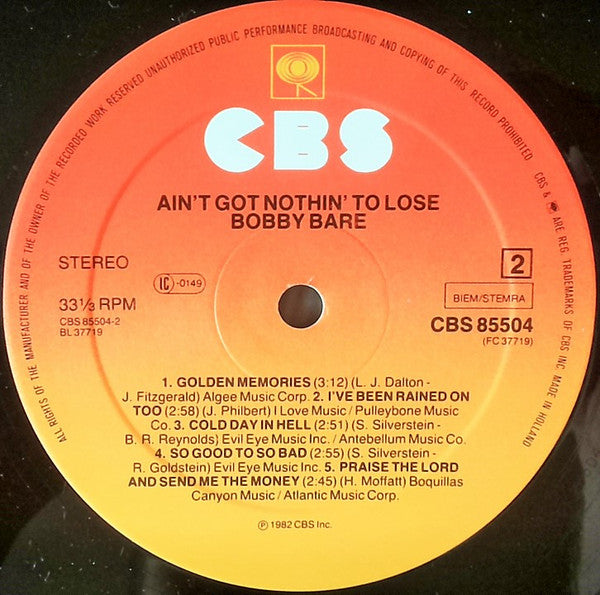 ALL RIGHTS OF THE MANUFACTURER AND OF THE OWNER OF THE RECORDED WORK RESERVED UNAUTHORIZED PUBLIC PERFORMANCE BROADCASTING AND COPYING OF THIS RECORD PROHIBITED
CBS & ARE REG. TRADEMARKS OF CBS INC. MADE IN HOLLAND
CBS
AIN'T GOT NOTHIN' TO LOSE
BOBBY BARE
STEREO
LC -0149
2
33⅓ RPM
BIEM/STEMRA
CBS 85504-2
BL 37719
CBS 85504
(FC 37719)
1. GOLDEN MEMORIES (3:12) (L. J. Dalton -
J. Fitzgerald) Algee Music Corp. 2. I'VE BEEN RAINED ON
TOO (2:58) (J. Philbert) I Love Music / Pulleybone Music
Co. 3. COLD DAY IN HELL (2:51) (S. Silverstein -
B. R. Reynolds) Evil Eye Music Inc. / Antebellum Music Co.
4. SO GOOD TO SO BAD (2:55) (S. Silverstein -
R. Goldstein) Evil Eye Music Inc. 5. PRAISE THE LORD
AND SEND ME THE MONEY (2:45) (H. Moffatt) Boquillas
Canyon Music / Atlantic Music Corp.
℗ 1982 CBS Inc.